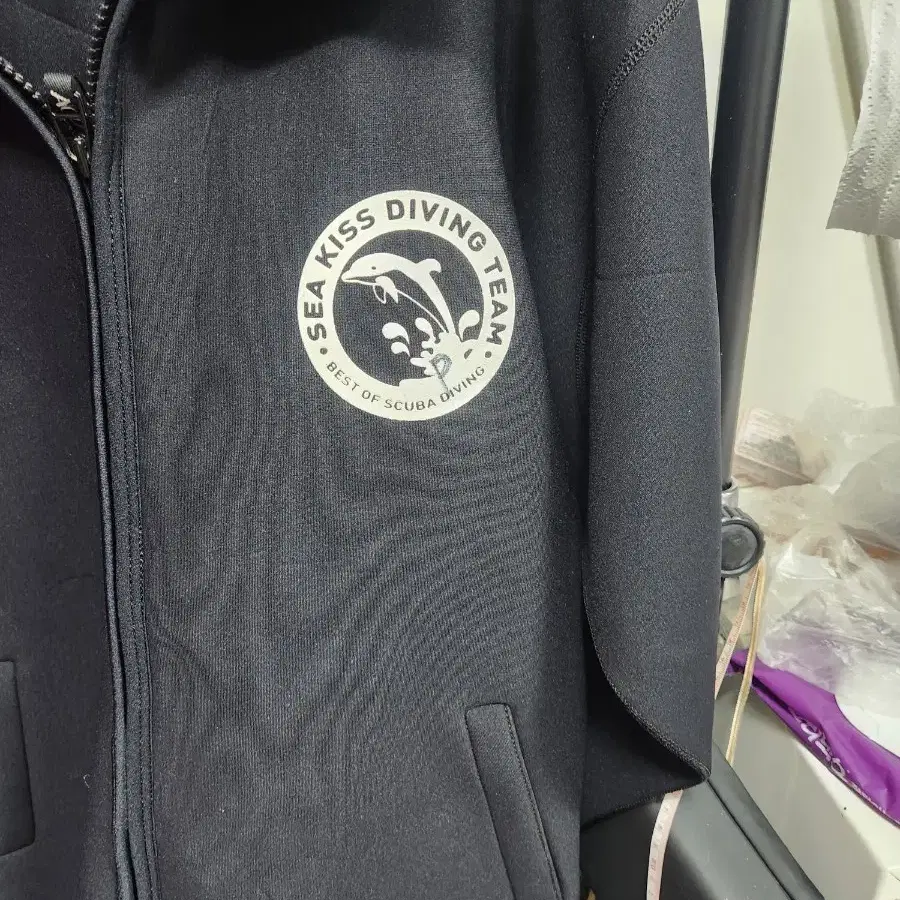 SEA KISS DIVING TEAM
• BEST OF SCUBA DIVING •